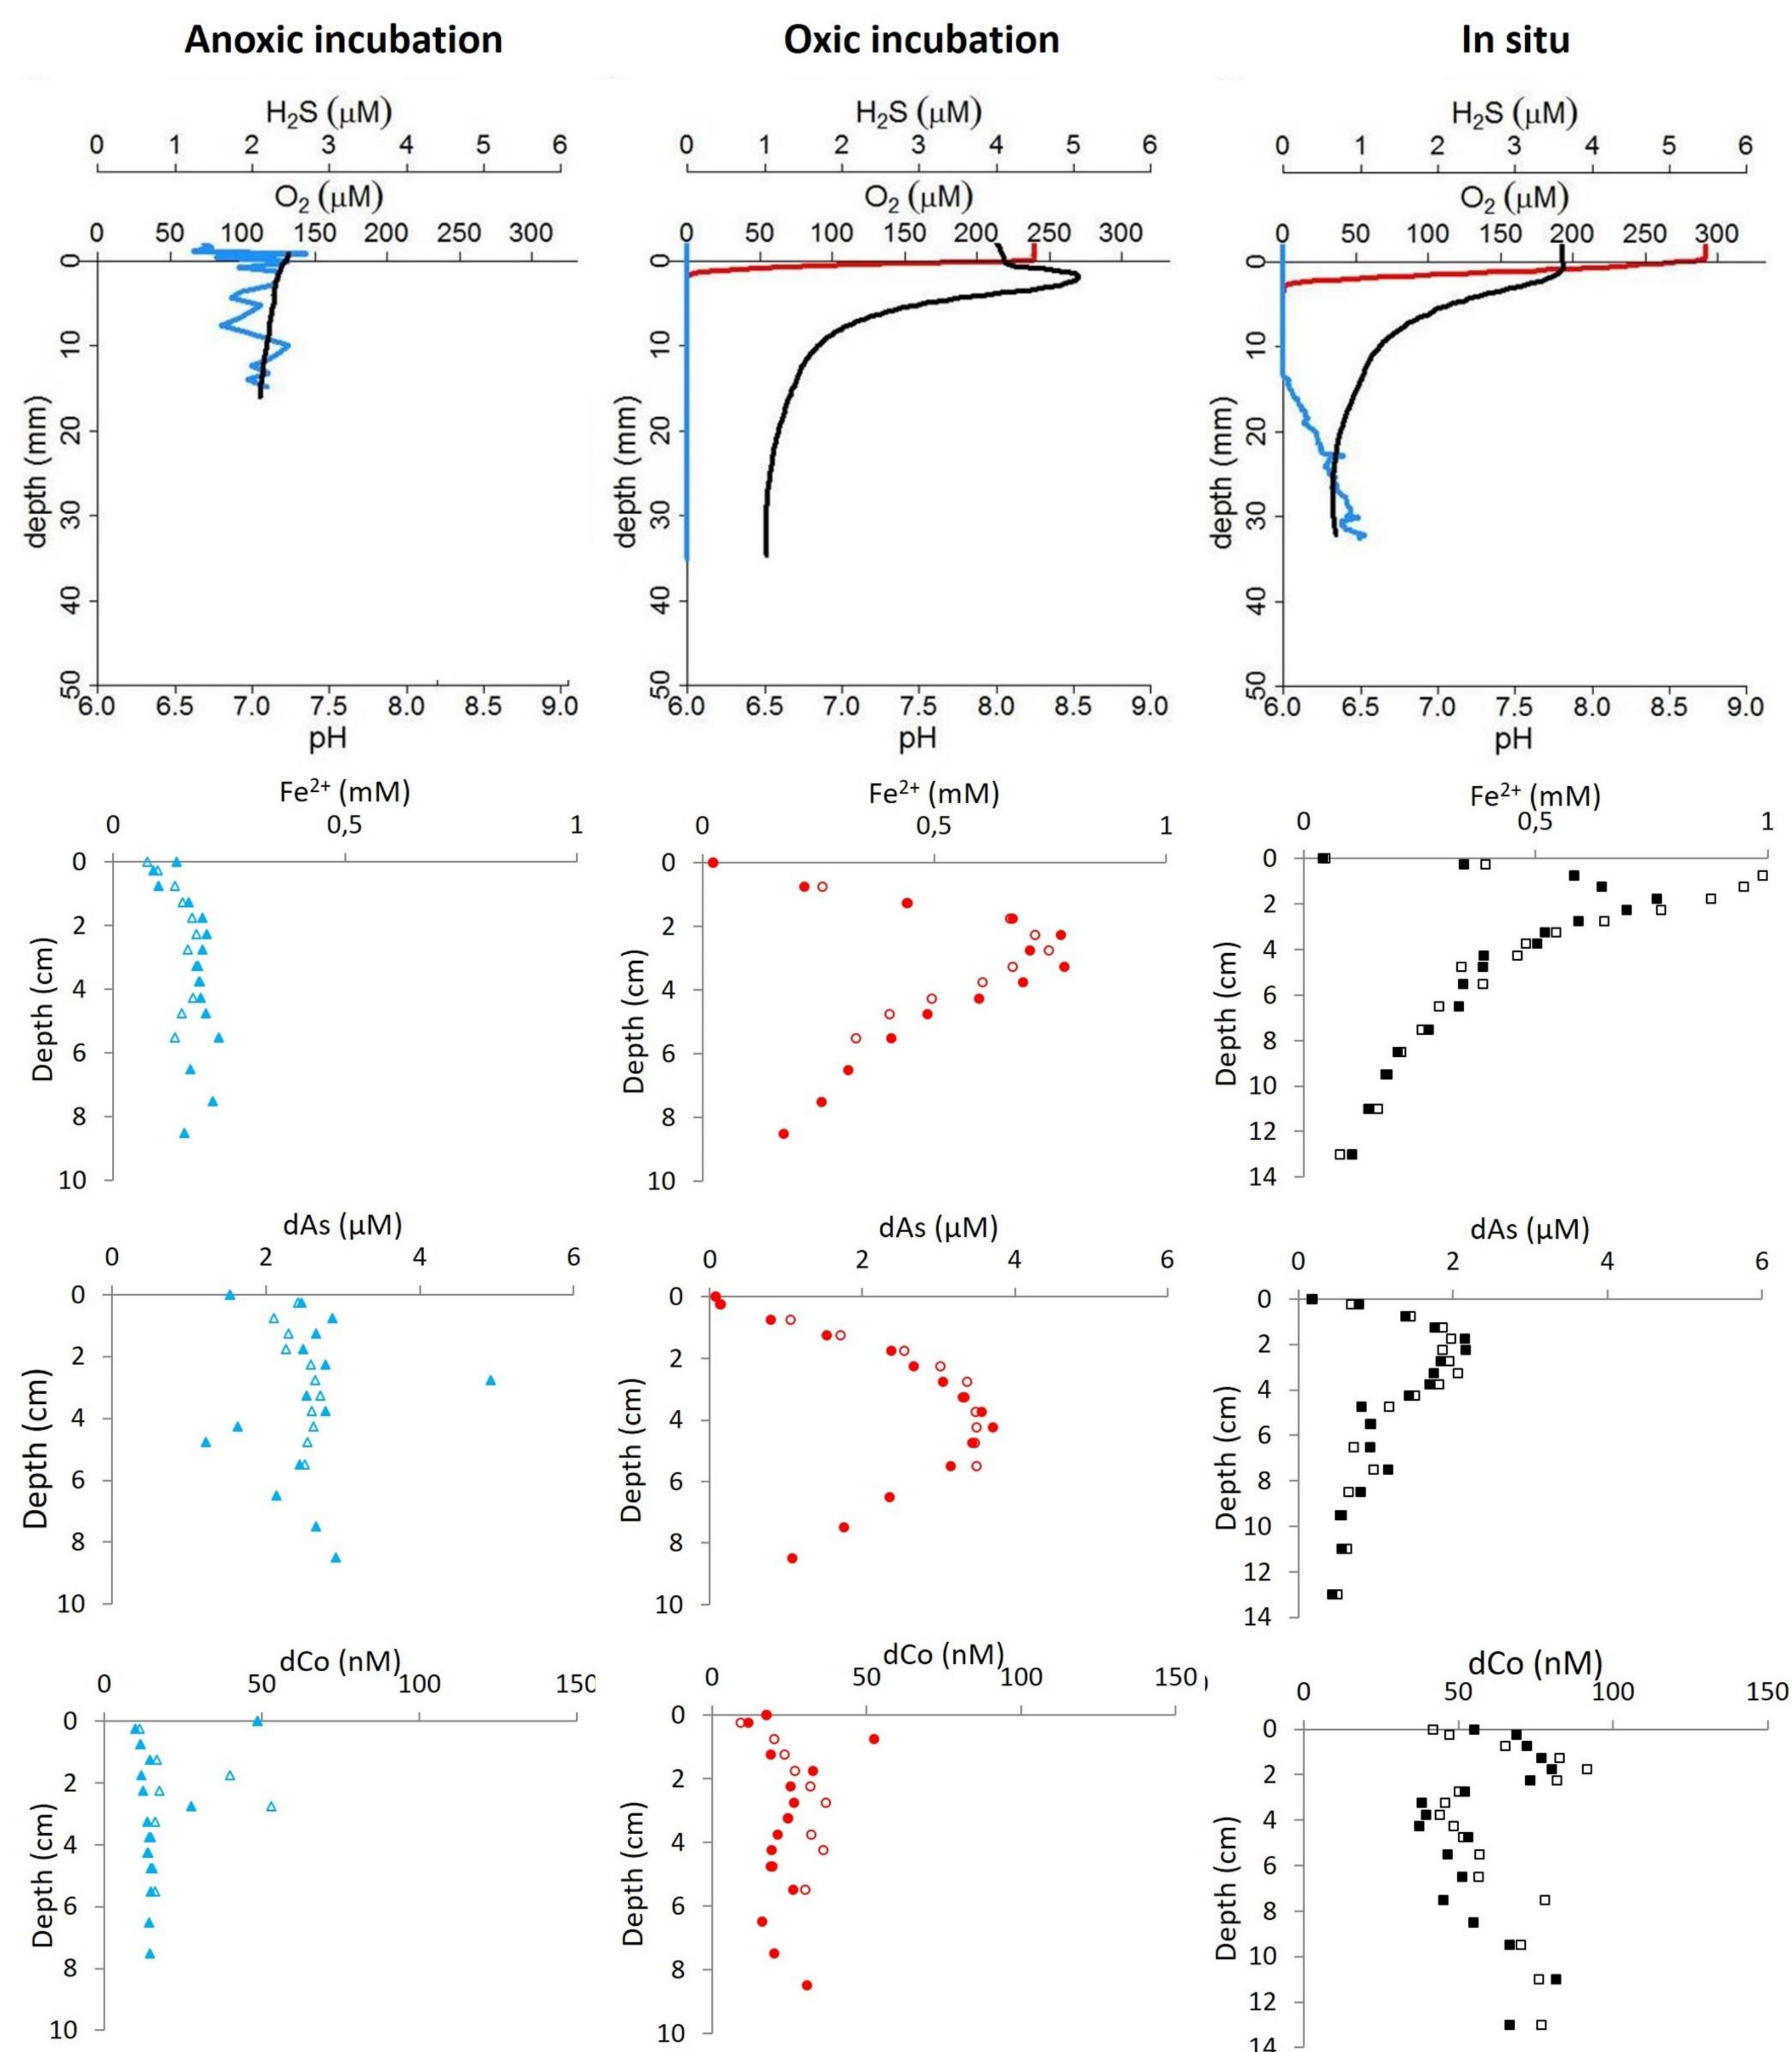 Anoxic incubation Oxic incubation In situ
H₂S (µM) H₂S (µM) H₂S (µM)
0 1 2 3 4 5 6 0 1 2 3 4 5 6 0 1 2 3 4 5 6
O₂ (µM) O₂ (µM) O₂ (µM)
0 50 100 150 200 250 300 0 50 100 150 200 250 300 0 50 100 150 200 250 300
0 10 20 30 40 50
depth (mm)
0 10 20 30 40 50
depth (mm)
0 10 20 30 40 50
depth (mm)
6.0 6.5 7.0 7.5 8.0 8.5 9.0 6.0 6.5 7.0 7.5 8.0 8.5 9.0 6.0 6.5 7.0 7.5 8.0 8.5 9.0
pH pH pH
Fe²⁺ (mM) Fe²⁺ (mM) Fe²⁺ (mM)
0 0,5 1 0 0,5 1 0 0,5 1
0 2 4 6 8 10
Depth (cm)
0 2 4 6 8 10
Depth (cm)
0 2 4 6 8 10 12 14
Depth (cm)
dAs (µM) dAs (µM) dAs (µM)
0 2 4 6 0 2 4 6 0 2 4 6
0 2 4 6 8 10
Depth (cm)
0 2 4 6 8 10
Depth (cm)
0 2 4 6 8 10 12 14
Depth (cm)
dCo (nM) dCo (nM) dCo (nM)
0 50 100 150 0 50 100 150 0 50 100 150
0 2 4 6 8 10
Depth (cm)
0 2 4 6 8 10
Depth (cm)
0 2 4 6 8 10 12 14
Depth (cm)